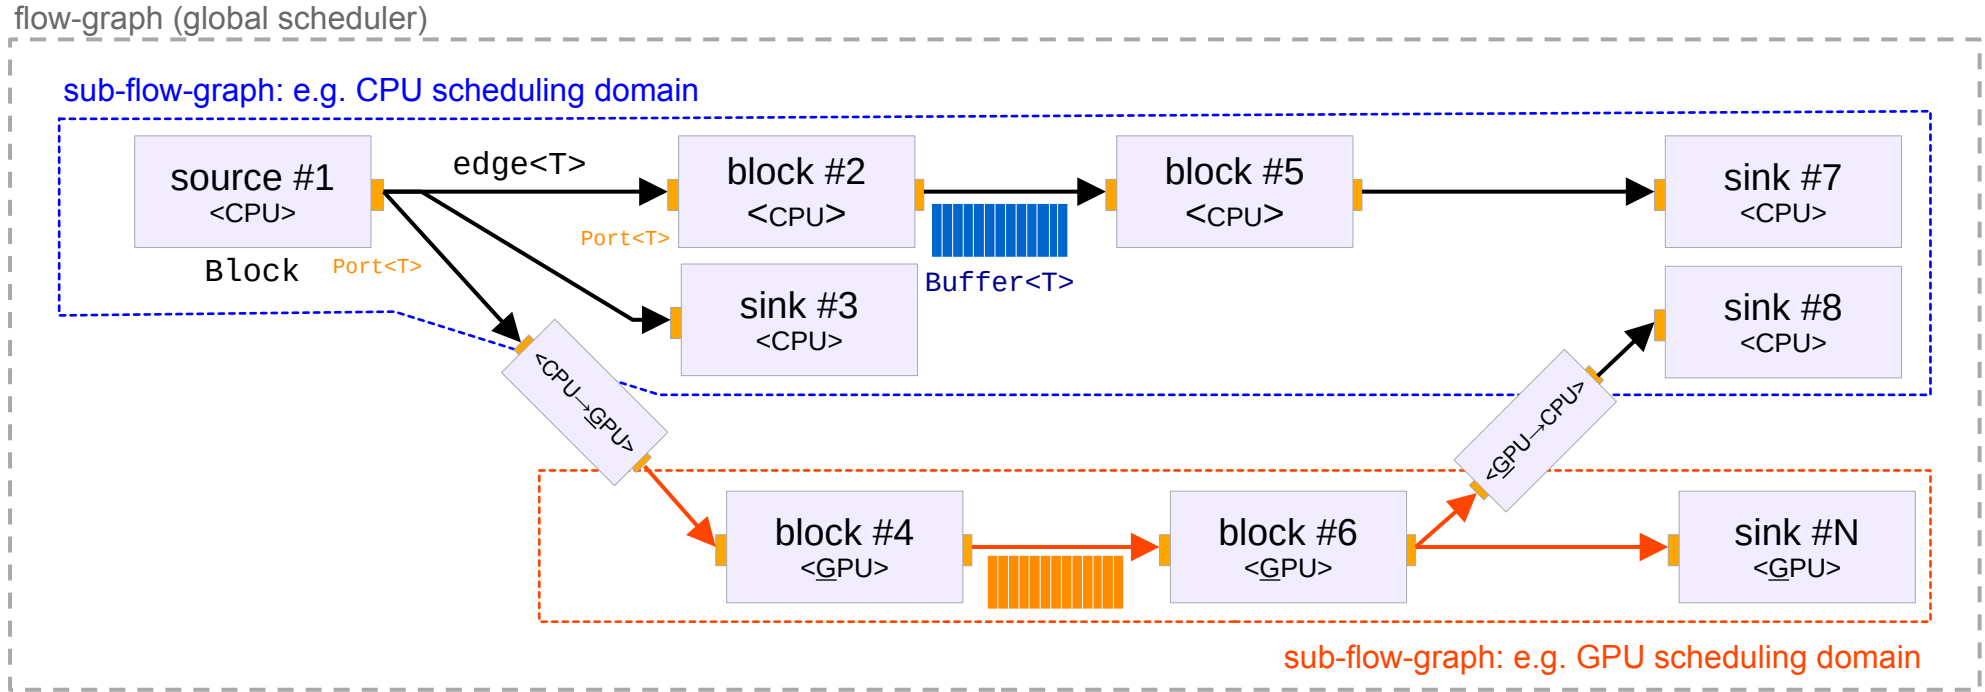 flow-graph (global scheduler)
sub-flow-graph: e.g. CPU scheduling domain
source #1
<CPU>
Block
Port<T>
edge<T>
Port<T>
block #2
<CPU>
Buffer<T>
block #5
<CPU>
sink #7
<CPU>
sink #3
<CPU>
sink #8
<CPU>
<CPU→GPU>
<GPU→CPU>
block #4
<GPU>
block #6
<GPU>
sink #N
<GPU>
sub-flow-graph: e.g. GPU scheduling domain